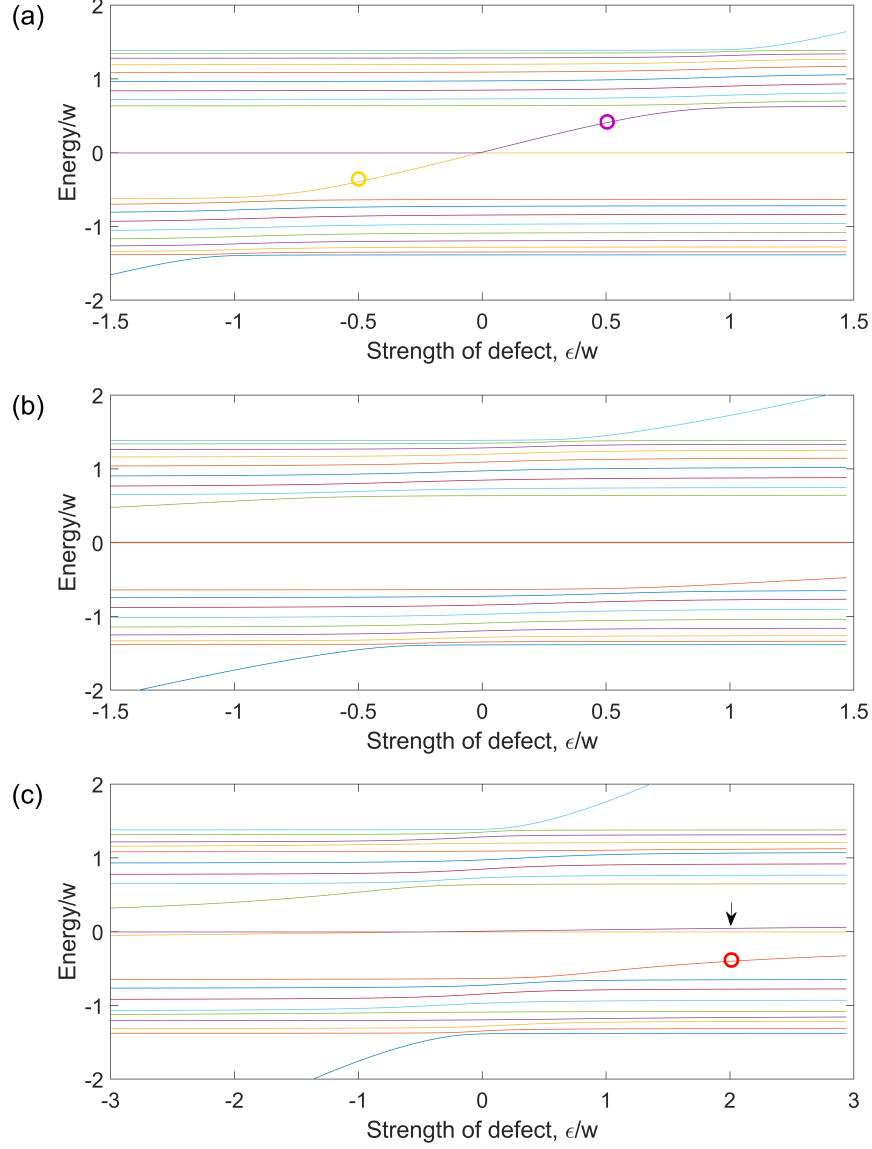 (a)
2
1
0
-1
-2
Energy/w
-1.5 -1 -0.5 0 0.5 1 1.5
Strength of defect, ϵ/w
(b)
2
1
0
-1
-2
Energy/w
-1.5 -1 -0.5 0 0.5 1 1.5
Strength of defect, ϵ/w
(c)
2
1
0
-1
-2
Energy/w
-3 -2 -1 0 1 2 3
Strength of defect, ϵ/w